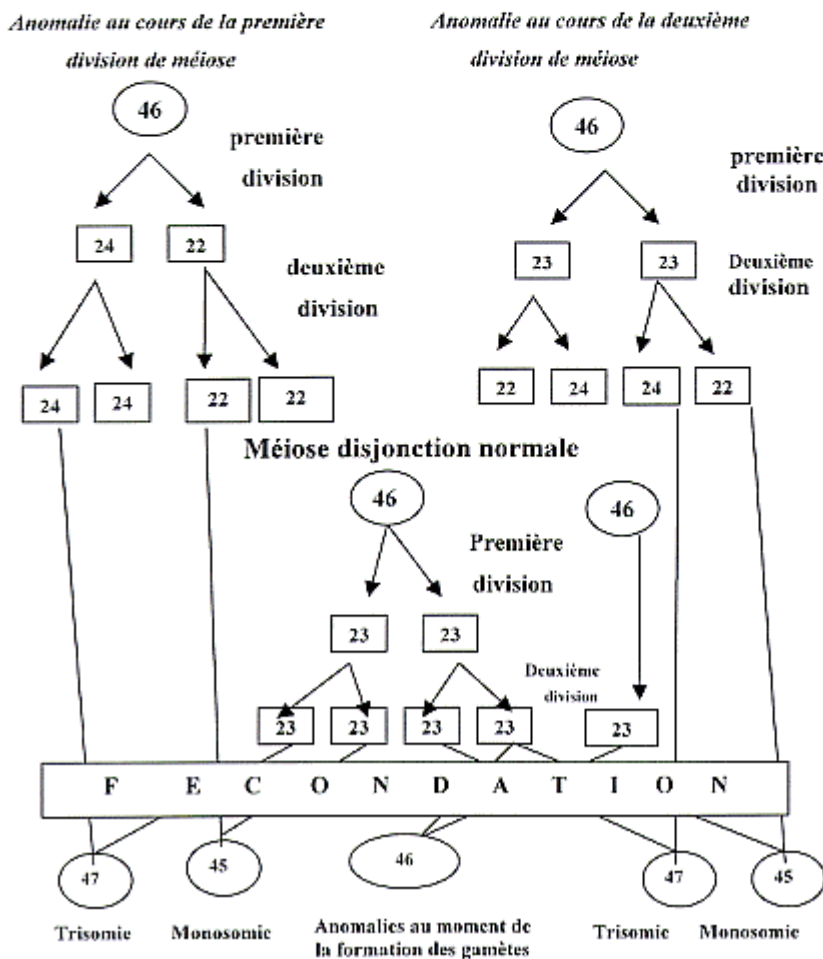 Anomalie au cours de la première
division de méiose
46
première
division
24 22
deuxième
division
24 24 22 22
Anomalie au cours de la deuxième
division de méiose
46
première
division
23 23
Deuxième
division
22 24 24 22
Méiose disjonction normale
46 46
Première
division
23 23
Deuxième
division
23 23 23 23 23
F E C O N D A T I O N
47 45 46 47 45
Trisomie Monosomic Anomalies au moment de
la formation des gamètes
Trisomie Monosomie